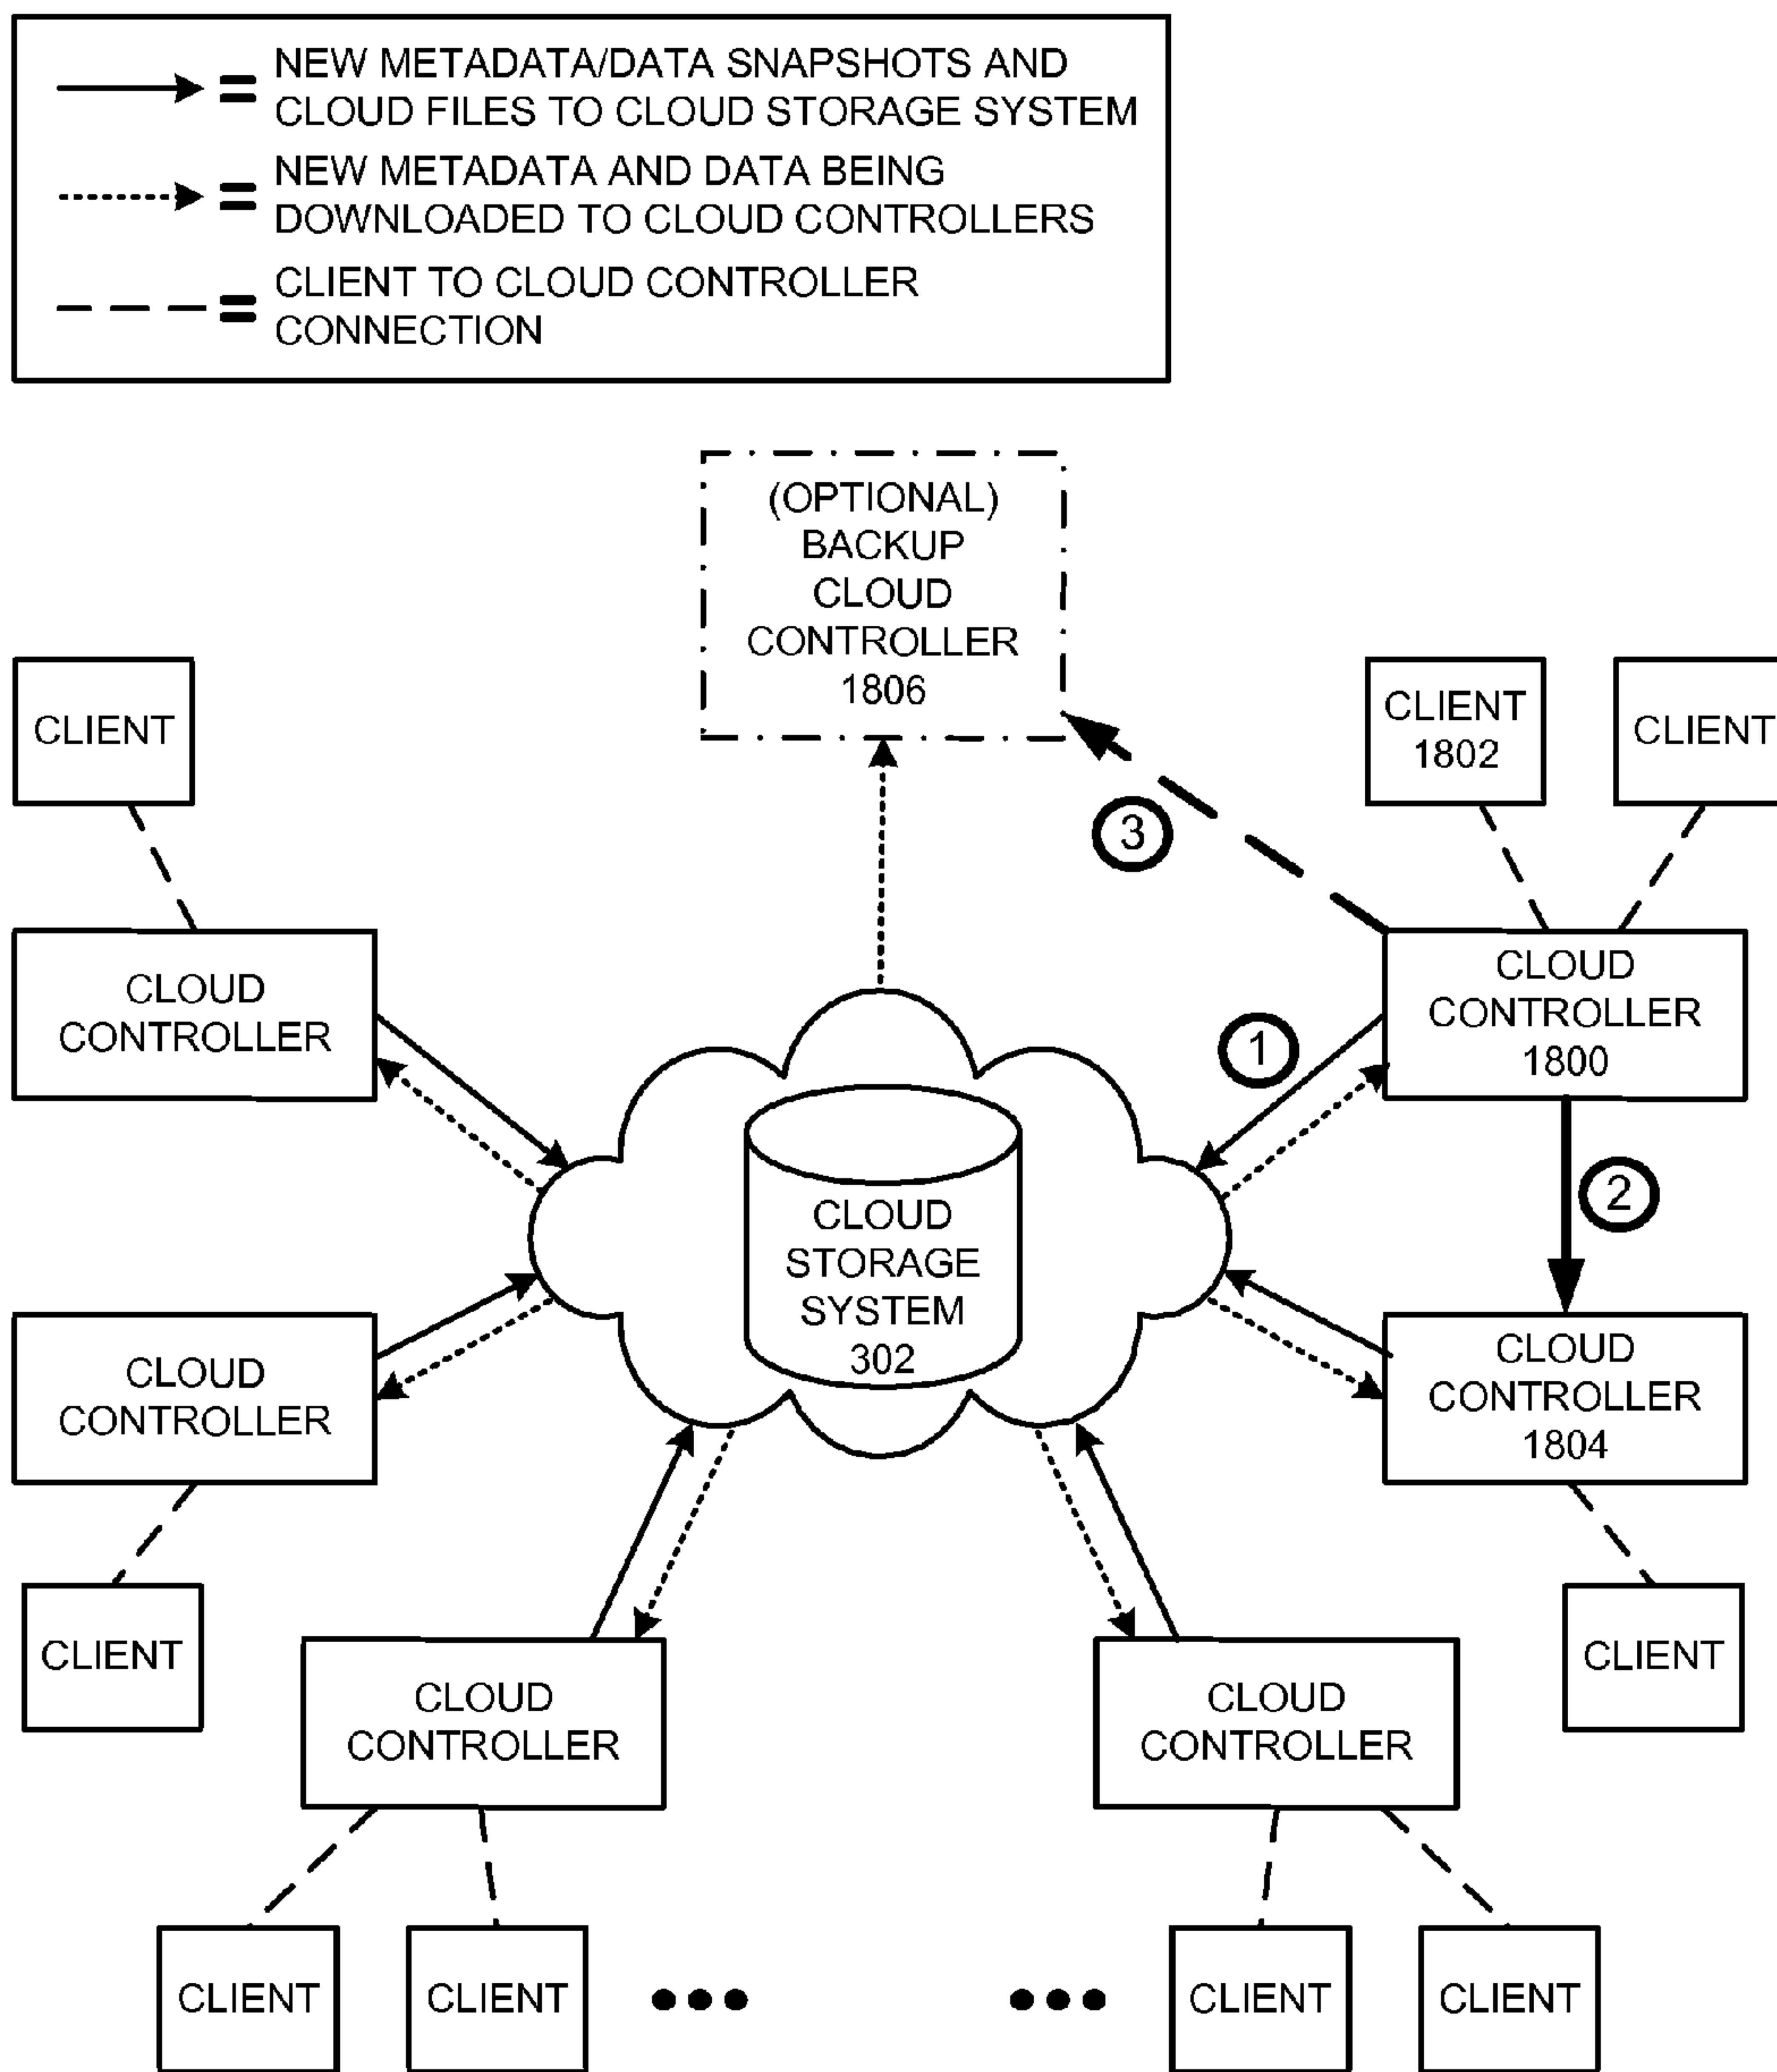 = NEW METADATA/DATA SNAPSHOTS AND
CLOUD FILES TO CLOUD STORAGE SYSTEM
= NEW METADATA AND DATA BEING
DOWNLOADED TO CLOUD CONTROLLERS
= CLIENT TO CLOUD CONTROLLER
CONNECTION
(OPTIONAL)
BACKUP
CLOUD
CONTROLLER
1806
CLIENT
CLIENT
1802
CLIENT
3
CLOUD
CONTROLLER
CLOUD
CONTROLLER
1800
1
2
CLOUD
STORAGE
SYSTEM
302
CLOUD
CONTROLLER
CLOUD
CONTROLLER
1804
CLIENT
CLIENT
CLOUD
CONTROLLER
CLOUD
CONTROLLER
CLIENT
CLIENT
CLIENT
CLIENT